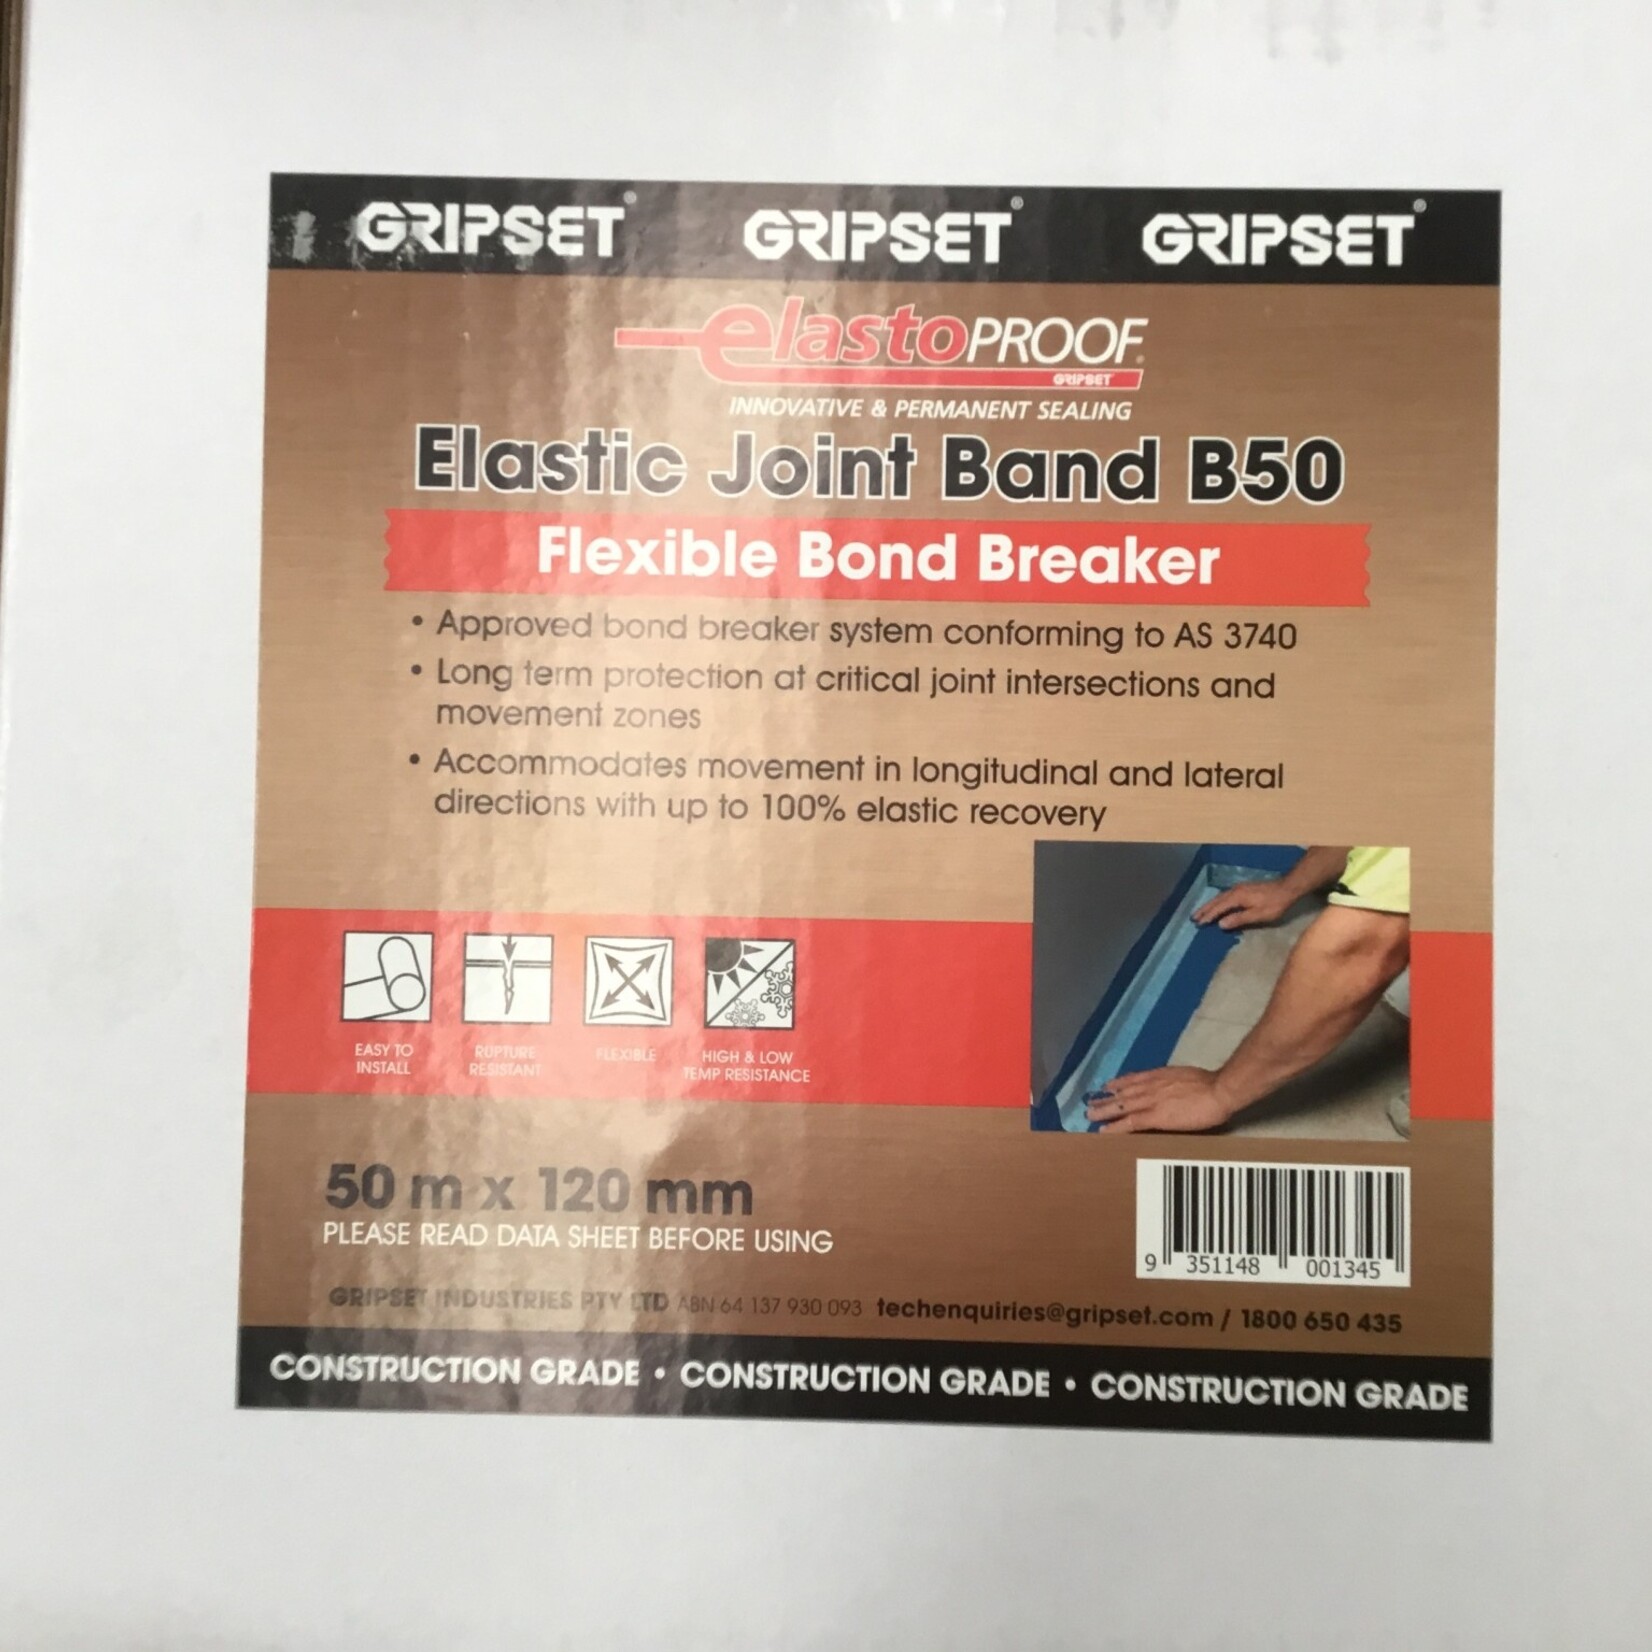 GRIPSET® GRIPSET® GRIPSET®
elastoPROOF®
GRIPSET
INNOVATIVE & PERMANENT SEALING
Elastic Joint Band B50
Flexible Bond Breaker
• Approved bond breaker system conforming to AS 3740
• Long term protection at critical joint intersections and
movement zones
• Accommodates movement in longitudinal and lateral
directions with up to 100% elastic recovery
EASY TO
INSTALL
RUPTURE
RESISTANT
FLEXIBLE
HIGH & LOW
TEMP RESISTANCE
50 m x 120 mm
PLEASE READ DATA SHEET BEFORE USING
9 351148 001345
GRIPSET INDUSTRIES PTY LTD ABN 64 137 930 093 techenquiries@gripset.com / 1800 650 435
CONSTRUCTION GRADE • CONSTRUCTION GRADE • CONSTRUCTION GRADE